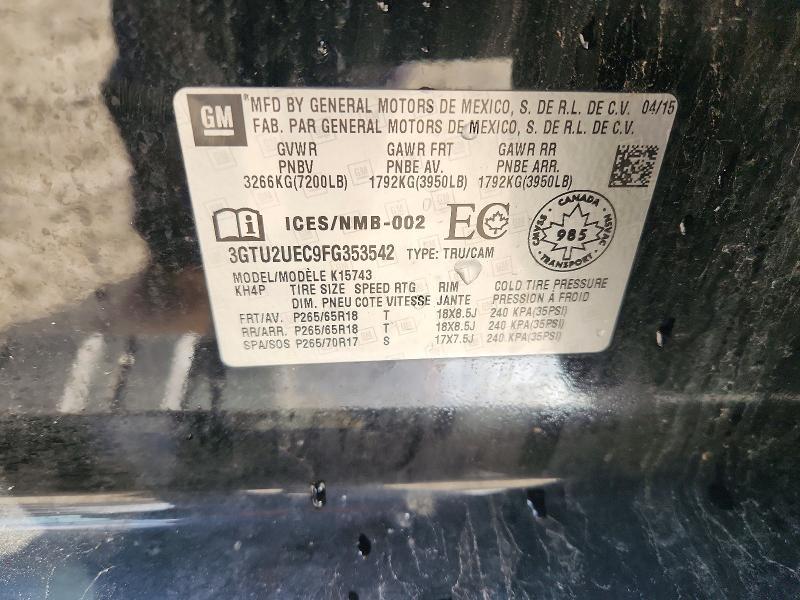 GM
MFD BY GENERAL MOTORS DE MEXICO, S. DE R.L. DE C.V. 04/15
FAB. PAR GENERAL MOTORS DE MEXICO, S. DE R.L. DE C.V.
GVWR GAWR FRT GAWR RR
PNBV PNBE AV. PNBE ARR.
3266KG(7200LB) 1792KG(3950LB) 1792KG(3950LB)
i ICES/NMB-002 EC
CANADA
CMVSS 985 NSVAC
TRANSPORT
3GTU2UEC9FG353542 TYPE: TRU/CAM
MODEL/MODÈLE K15743
KH4P TIRE SIZE SPEED RTG RIM COLD TIRE PRESSURE
DIM. PNEU COTE VITESSE JANTE PRESSION A FROID
FRT/AV. P265/65R18 T 18X8.5J 240 KPA(35PSI)
RR/ARR. P265/65R18 T 18X8.5J 240 KPA(35PSI)
SPA/SOS P265/70R17 S 17X7.5J 240 KPA(35PSI)